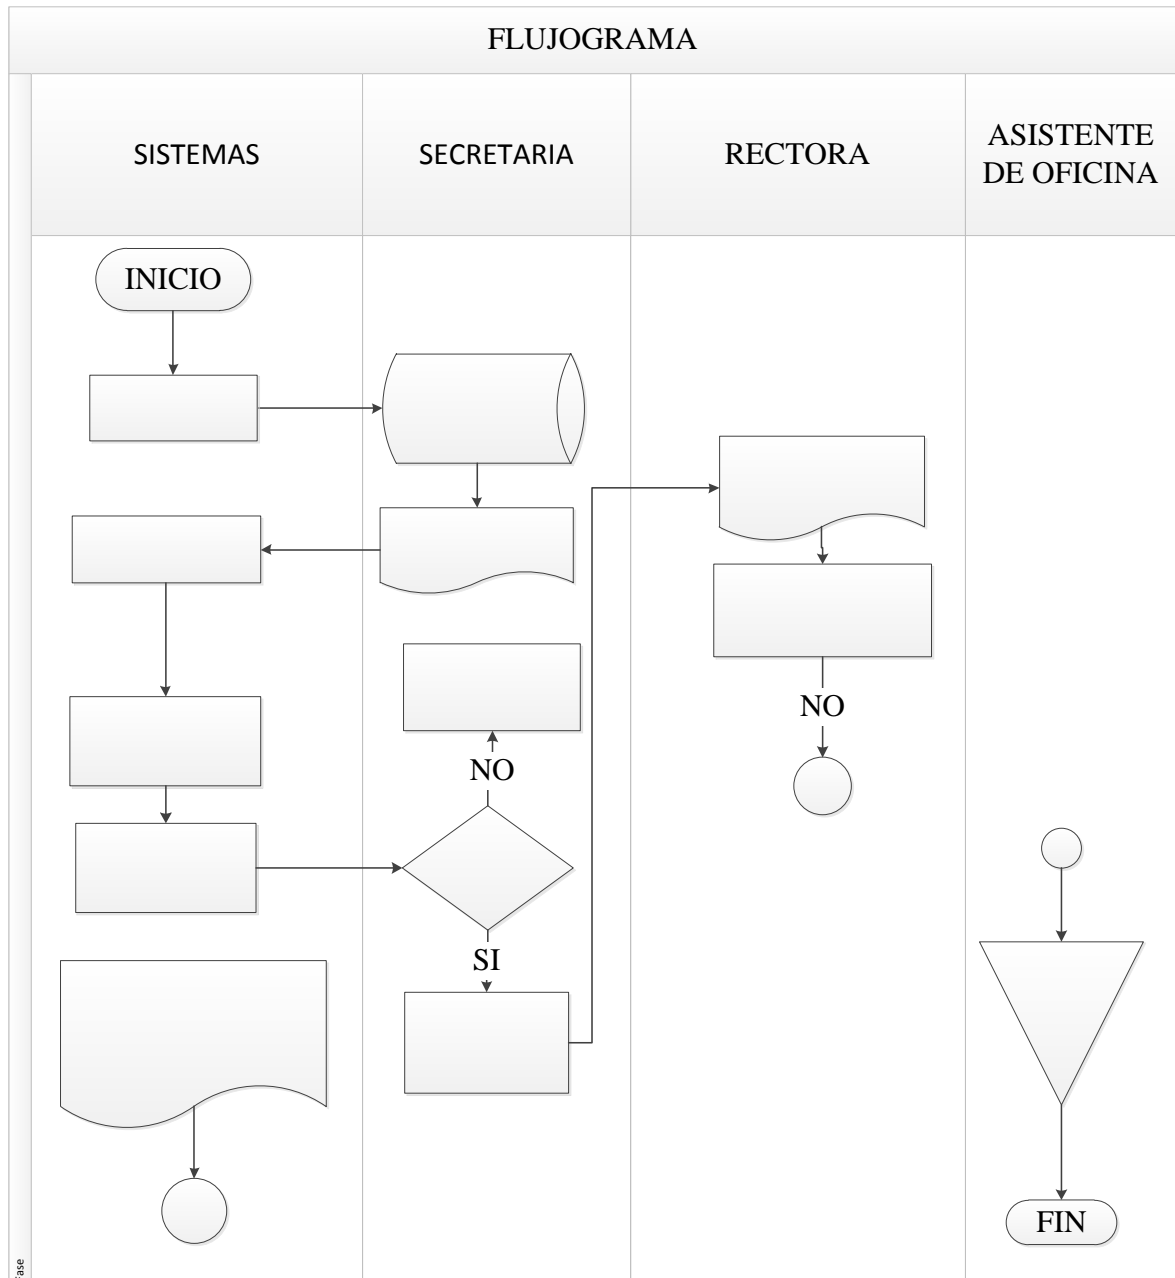 FLUJOGRAMA
SISTEMAS
SECRETARIA
RECTORA
ASISTENTE
DE OFICINA
INICIO
NO
NO
SI
FIN